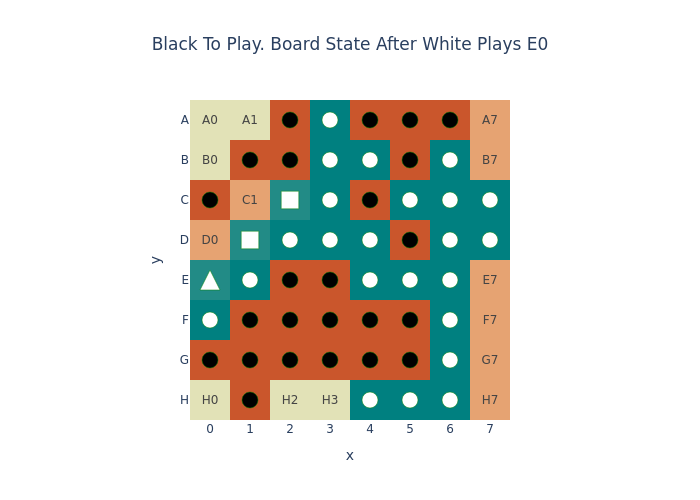 Black To Play. Board State After White Plays E0
A A0 A1 A7
B B0 B7
C C1
D D0
E E7
F F7
G G7
H H0 H2 H3 H7
0 1 2 3 4 5 6 7
x
y